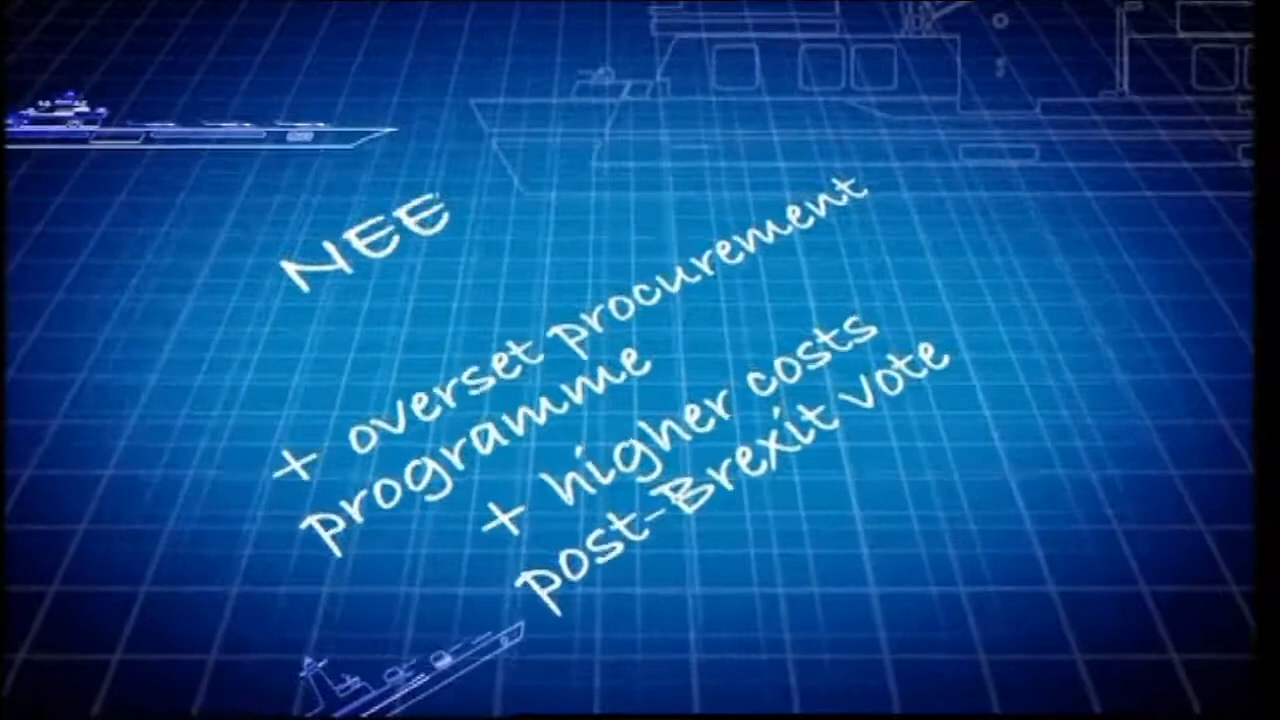 NEE
+ overset procurement
programme
+ higher costs
post-Brexit vote